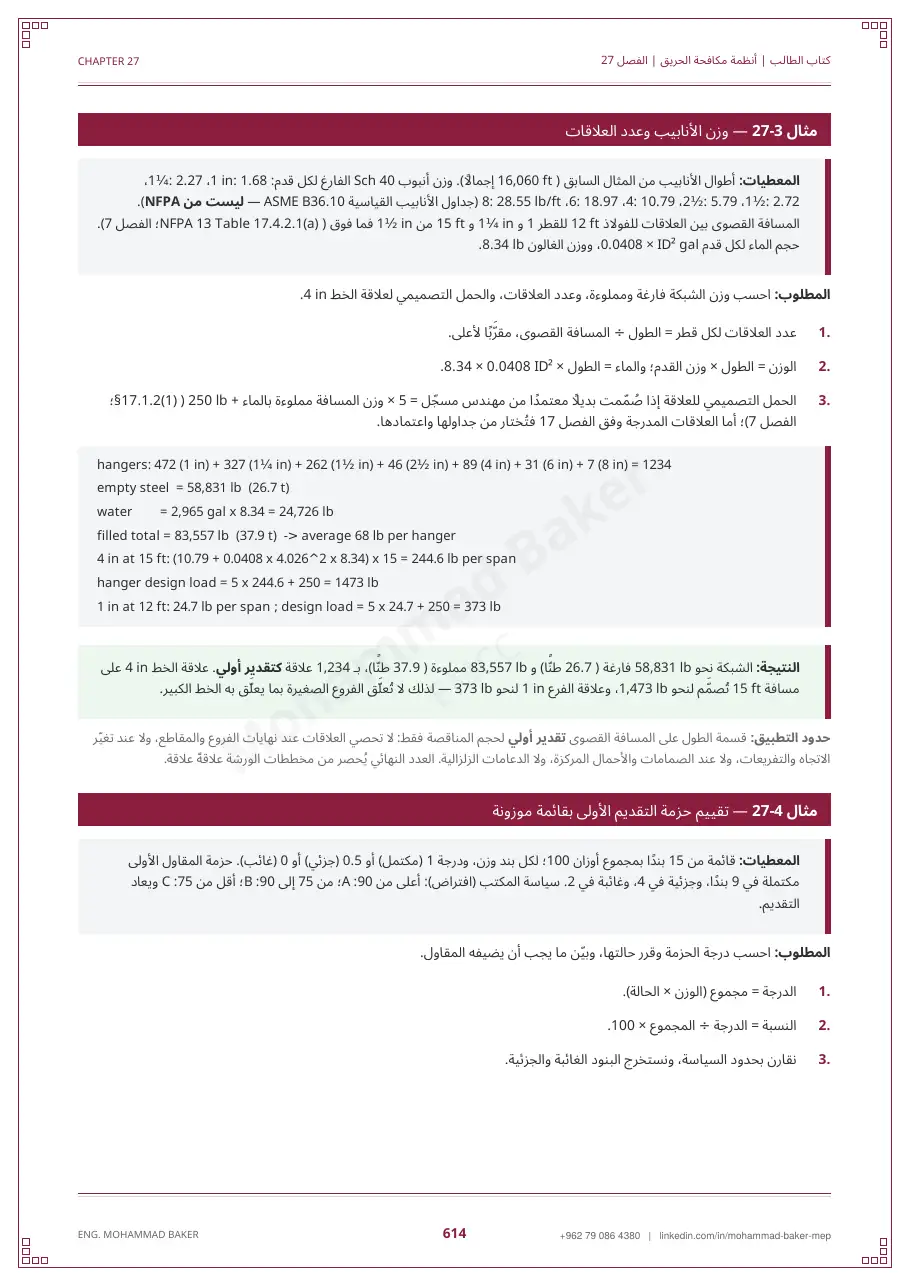 CHAPTER 27
كتاب الطالب | أنظمة مكافحة الحريق | الفصل 27
مثال 3-27 — وزن الأنابيب وعدد العلاقات
المعطيات: أطوال الأنابيب من المثال السابق ( 16,060 ft إجمالًا). وزن أنبوب Sch 40 الفارغ لكل قدم: 1 in: 1.68، 1¼: 2.27،
1½: 2.72، 2½: 5.79، 4: 10.79، 6: 18.97، 8: 28.55 lb/ft (جداول الأنابيب القياسية ASME B36.10 — ليست من NFPA).
المسافة القصوى بين العلاقات للفولاذ 12 ft للقطر 1 و 1¼ in و 15 ft من 1½ in فما فوق ( NFPA 13 Table 17.4.2.1(a)؛ الفصل 7).
حجم الماء لكل قدم 0.0408 × ID² gal، ووزن الغالون 8.34 lb.
المطلوب: احسب وزن الشبكة فارغة ومملوءة، وعدد العلاقات، والحمل التصميمي لعلاقة الخط 4 in.
1. عدد العلاقات لكل قطر = الطول ÷ المسافة القصوى، مقرَّبًا لأعلى.
2. الوزن = الطول × وزن القدم؛ والماء = الطول × 0.0408 ID² × 8.34.
3. الحمل التصميمي للعلاقة إذا صُمّمت بديلًا معتمدًا من مهندس مسجّل = 5 × وزن المسافة مملوءة بالماء + 250 lb ( §17.1.2(1)؛
الفصل 7)؛ أما العلاقات المدرجة وفق الفصل 17 فتُختار من جداولها واعتمادها.
hangers: 472 (1 in) + 327 (1¼ in) + 262 (1½ in) + 46 (2½ in) + 89 (4 in) + 31 (6 in) + 7 (8 in) = 1234
empty steel = 58,831 lb (26.7 t)
water = 2,965 gal x 8.34 = 24,726 lb
filled total = 83,557 lb (37.9 t) -> average 68 lb per hanger
4 in at 15 ft: (10.79 + 0.0408 x 4.026^2 x 8.34) x 15 = 244.6 lb per span
hanger design load = 5 x 244.6 + 250 = 1473 lb
1 in at 12 ft: 24.7 lb per span ; design load = 5 x 24.7 + 250 = 373 lb
النتيجة: الشبكة نحو 58,831 lb فارغة ( 26.7 طنًّا) و 83,557 lb مملوءة ( 37.9 طنًّا)، بـ 1,234 علاقة كتقدير أولي. علاقة الخط 4 in على
مسافة 15 ft تُصمَّم لنحو 1,473 lb، وعلاقة الفرع 1 in لنحو 373 lb — لذلك لا تُعلَّق الفروع الصغيرة بما يعلَّق به الخط الكبير.
حدود التطبيق: قسمة الطول على المسافة القصوى تقدير أولي لحجم المناقصة فقط: لا تحصي العلاقات عند نهايات الفروع والمقاطع، ولا عند تغيّر
الاتجاه والتفريعات، ولا عند الصمامات والأحمال المركزة، ولا الدعامات الزلزالية. العدد النهائي يُحصر من مخططات الورشة علاقةً علاقة.
مثال 4-27 — تقييم حزمة التقديم الأولى بقائمة موزونة
المعطيات: قائمة من 15 بندًا بمجموع أوزان 100؛ لكل بند وزن، ودرجة 1 (مكتمل) أو 0.5 (جزئي) أو 0 (غائب). حزمة المقاول الأولى
مكتملة في 9 بندًا، وجزئية في 4، وغائبة في 2. سياسة المكتب (افتراض): أعلى من 90: A؛ من 75 إلى 90: B؛ أقل من 75: C ويعاد
التقديم.
المطلوب: احسب درجة الحزمة وقرر حالتها، وبيّن ما يجب أن يضيفه المقاول.
1. الدرجة = مجموع (الوزن × الحالة).
2. النسبة = الدرجة ÷ المجموع × 100.
3. نقارن بحدود السياسة، ونستخرج البنود الغائبة والجزئية.
ENG. MOHAMMAD BAKER
614
+962 79 086 4380 | linkedin.com/in/mohammad-baker-mep